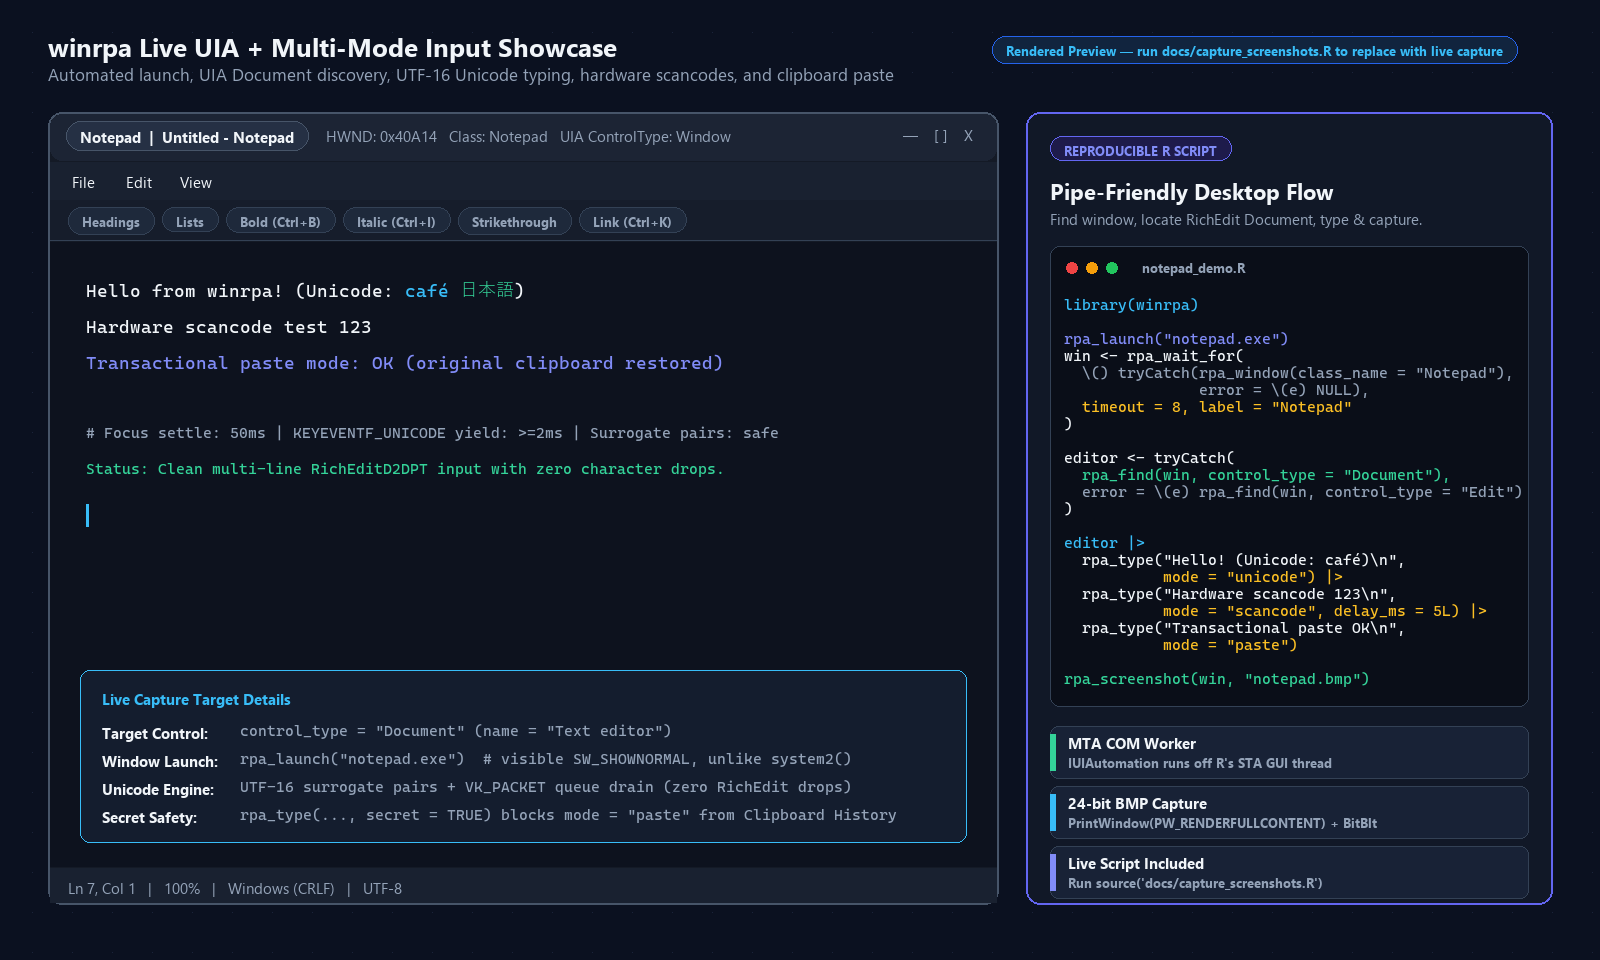 winrpa Live UIA + Multi-Mode Input Showcase
Automated launch, UIA Document discovery, UTF-16 Unicode typing, hardware scancodes, and clipboard paste
Rendered Preview — run docs/capture_screenshots.R to replace with live capture
Notepad | Untitled - Notepad
HWND: 0x40A14 Class: Notepad UIA ControlType: Window
— [ ] X
File Edit View
Headings Lists Bold (Ctrl+B) Italic (Ctrl+I) Strikethrough Link (Ctrl+K)
Hello from winrpa! (Unicode: café 日本語)
Hardware scancode test 123
Transactional paste mode: OK (original clipboard restored)
# Focus settle: 50ms | KEYEVENTF_UNICODE yield: >=2ms | Surrogate pairs: safe
Status: Clean multi-line RichEditD2DPT input with zero character drops.
Live Capture Target Details
Target Control: control_type = "Document" (name = "Text editor")
Window Launch: rpa_launch("notepad.exe")  # visible SW_SHOWNORMAL, unlike system2()
Unicode Engine: UTF-16 surrogate pairs + VK_PACKET queue drain (zero RichEdit drops)
Secret Safety: rpa_type(..., secret = TRUE) blocks mode = "paste" from Clipboard History
Ln 7, Col 1 | 100% | Windows (CRLF) | UTF-8
REPRODUCIBLE R SCRIPT
Pipe-Friendly Desktop Flow
Find window, locate RichEdit Document, type & capture.
notepad_demo.R
library(winrpa)
rpa_launch("notepad.exe")
win <- rpa_wait_for(
  \() tryCatch(rpa_window(class_name = "Notepad"),
               error = \(e) NULL),
  timeout = 8, label = "Notepad"
)
editor <- tryCatch(
  rpa_find(win, control_type = "Document"),
  error = \(e) rpa_find(win, control_type = "Edit")
)
editor |>
  rpa_type("Hello! (Unicode: café)\n",
           mode = "unicode") |>
  rpa_type("Hardware scancode 123\n",
           mode = "scancode", delay_ms = 5L) |>
  rpa_type("Transactional paste OK\n",
           mode = "paste")
rpa_screenshot(win, "notepad.bmp")
MTA COM Worker
IUIAutomation runs off R's STA GUI thread
24-bit BMP Capture
PrintWindow(PW_RENDERFULLCONTENT) + BitBlt
Live Script Included
Run source('docs/capture_screenshots.R')